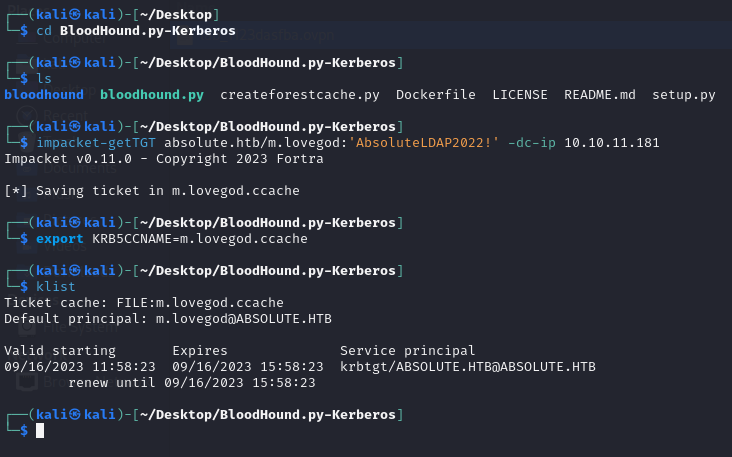 ┌──(kali㉿kali)-[~/Desktop]
└─$ cd BloodHound.py-Kerberos
┌──(kali㉿kali)-[~/Desktop/BloodHound.py-Kerberos]
└─$ ls
bloodhound bloodhound.py createforestcache.py Dockerfile LICENSE README.md setup.py
┌──(kali㉿kali)-[~/Desktop/BloodHound.py-Kerberos]
└─$ impacket-getTGT absolute.htb/m.lovegod:'AbsoluteLDAP2022!' -dc-ip 10.10.11.181
Impacket v0.11.0 - Copyright 2023 Fortra
[*] Saving ticket in m.lovegod.ccache
┌──(kali㉿kali)-[~/Desktop/BloodHound.py-Kerberos]
└─$ export KRB5CCNAME=m.lovegod.ccache
┌──(kali㉿kali)-[~/Desktop/BloodHound.py-Kerberos]
└─$ klist
Ticket cache: FILE:m.lovegod.ccache
Default principal: m.lovegod@ABSOLUTE.HTB
Valid starting Expires Service principal
09/16/2023 11:58:23 09/16/2023 15:58:23 krbtgt/ABSOLUTE.HTB@ABSOLUTE.HTB
renew until 09/16/2023 15:58:23
┌──(kali㉿kali)-[~/Desktop/BloodHound.py-Kerberos]
└─$